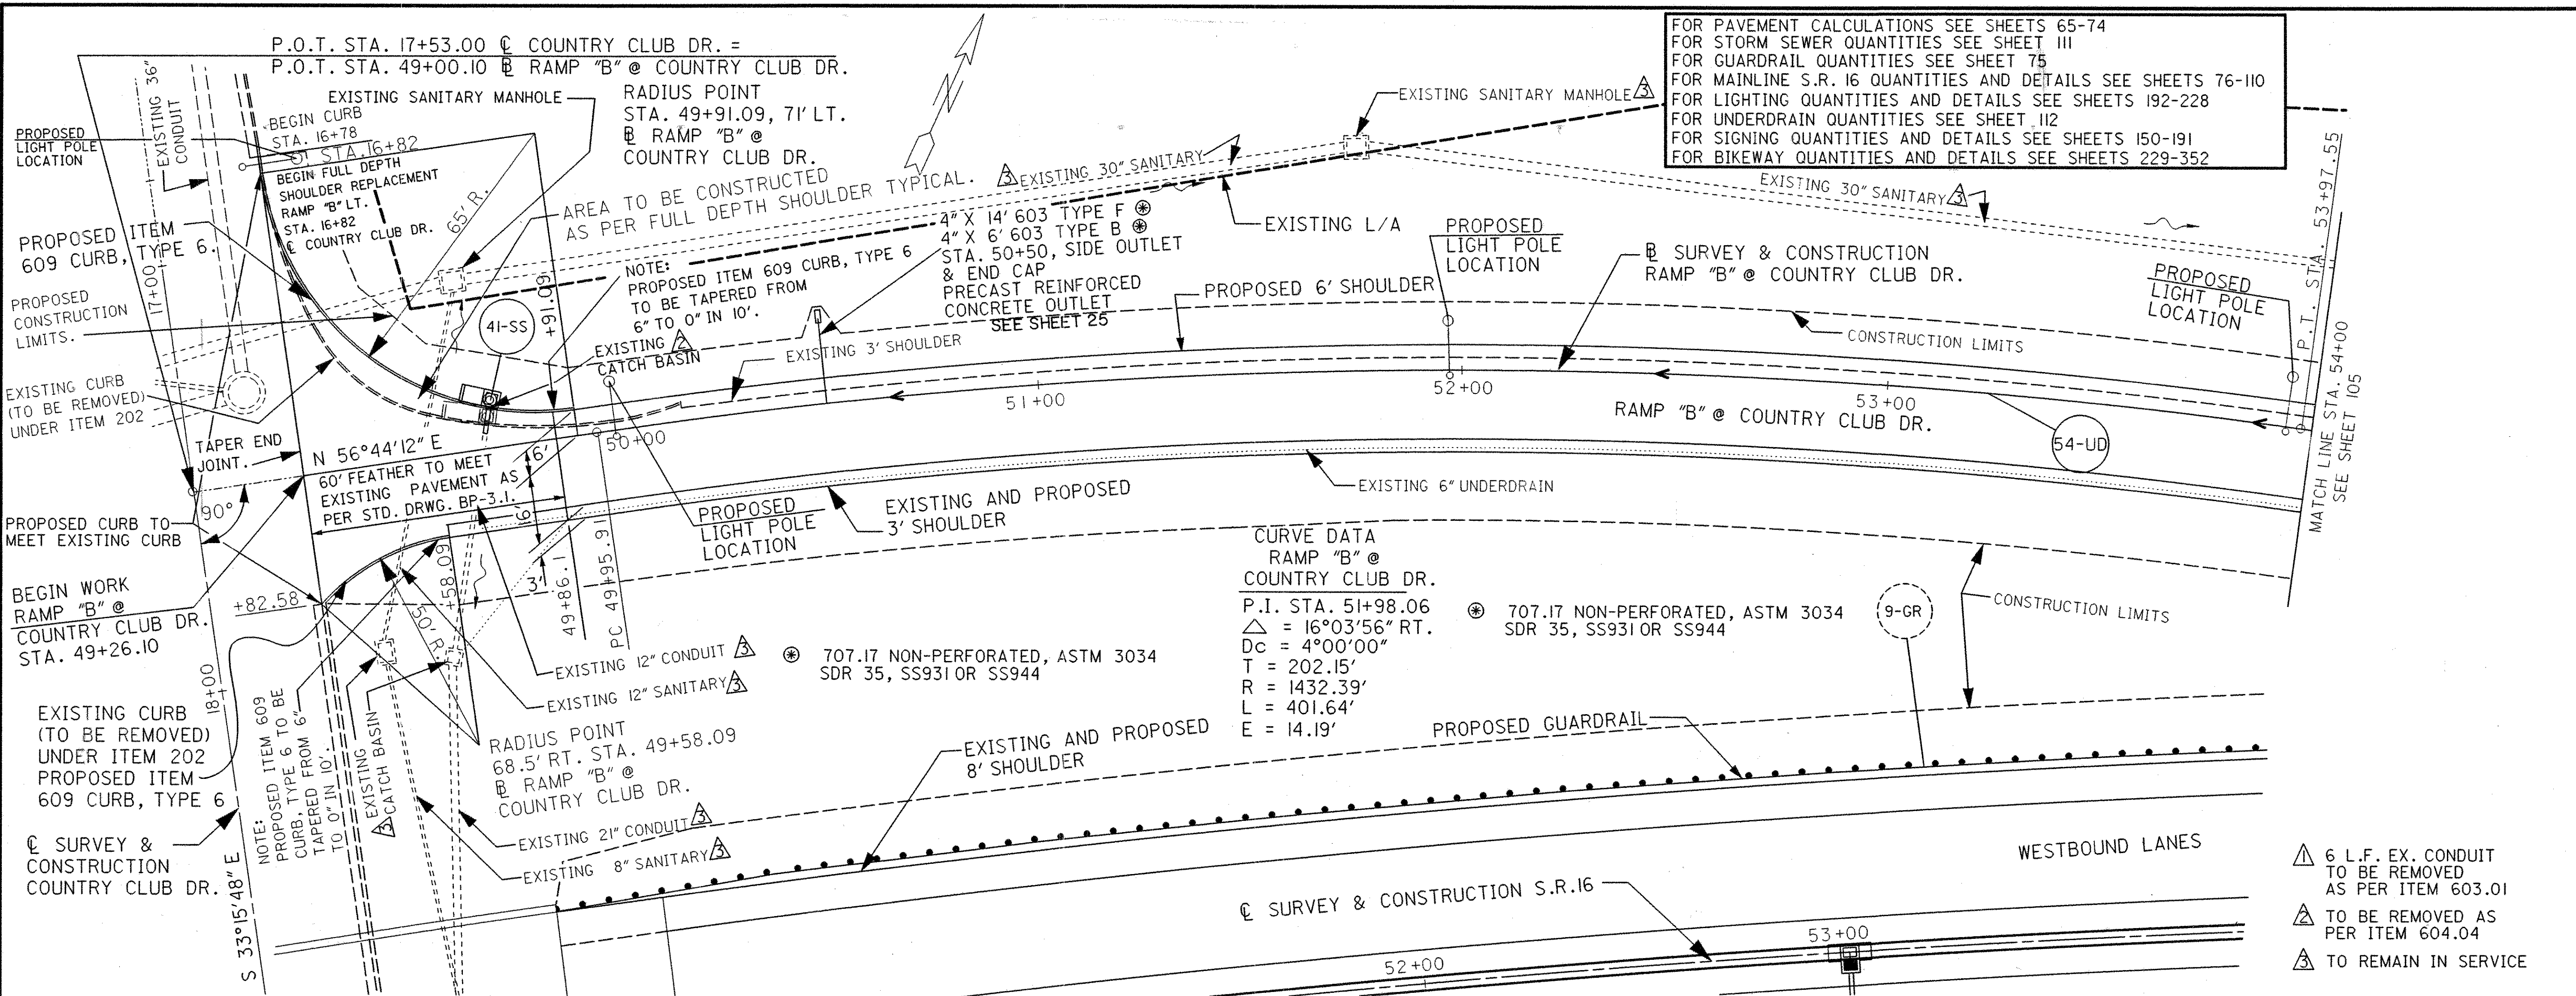 P.O.T. STA. 17+53.00 ℄ COUNTRY CLUB DR. =
P.O.T. STA. 49+00.10 BL RAMP "B" @ COUNTRY CLUB DR.
FOR PAVEMENT CALCULATIONS SEE SHEETS 65-74
FOR STORM SEWER QUANTITIES SEE SHEET 111
FOR GUARDRAIL QUANTITIES SEE SHEET 75
FOR MAINLINE S.R. 16 QUANTITIES AND DETAILS SEE SHEETS 76-110
FOR LIGHTING QUANTITIES AND DETAILS SEE SHEETS 192-228
FOR UNDERDRAIN QUANTITIES SEE SHEET 112
FOR SIGNING QUANTITIES AND DETAILS SEE SHEETS 150-191
FOR BIKEWAY QUANTITIES AND DETAILS SEE SHEETS 229-352
EXISTING 36"
CONDUIT
EXISTING SANITARY MANHOLE
RADIUS POINT
STA. 49+91.09, 71' LT.
BL RAMP "B" @
COUNTRY CLUB DR.
N
EXISTING SANITARY MANHOLE 3
PROPOSED
LIGHT POLE
LOCATION
BEGIN CURB
STA. 16+78
STA. 16+82
BEGIN FULL DEPTH
SHOULDER REPLACEMENT
RAMP "B" LT.
STA. 16+82
℄ COUNTRY CLUB DR.
65' R.
AREA TO BE CONSTRUCTED
AS PER FULL DEPTH SHOULDER TYPICAL.
3 EXISTING 30" SANITARY
EXISTING 30" SANITARY 3
P.T. STA. 53+97.55
PROPOSED ITEM
609 CURB, TYPE 6.
17+00
PROPOSED
CONSTRUCTION
LIMITS.
NOTE:
PROPOSED ITEM 609 CURB, TYPE 6
TO BE TAPERED FROM
6" TO 0" IN 10'.
4" X 14' 603 TYPE F ⊛
4" X 6' 603 TYPE B ⊛
STA. 50+50, SIDE OUTLET
& END CAP
PRECAST REINFORCED
CONCRETE OUTLET
SEE SHEET 25
EXISTING L/A
PROPOSED
LIGHT POLE
LOCATION
BL SURVEY & CONSTRUCTION
RAMP "B" @ COUNTRY CLUB DR.
PROPOSED
LIGHT POLE
LOCATION
PROPOSED 6' SHOULDER
41-SS
+91.09
EXISTING 2
CATCH BASIN
EXISTING 3' SHOULDER
CONSTRUCTION LIMITS
EXISTING CURB
(TO BE REMOVED)
UNDER ITEM 202
TAPER END
JOINT.
N 56°44'12" E
60' FEATHER TO MEET
EXISTING PAVEMENT AS
PER STD. DRWG. BP-3.1.
6'
16'
3'
50+00
51+00
52+00
53+00
RAMP "B" @ COUNTRY CLUB DR.
54-UD
MATCH LINE STA. 54+00
SEE SHEET 105
90°
PROPOSED CURB TO
MEET EXISTING CURB
PROPOSED
LIGHT POLE
LOCATION
EXISTING AND PROPOSED
3' SHOULDER
EXISTING 6" UNDERDRAIN
BEGIN WORK
RAMP "B" @
COUNTRY CLUB DR.
STA. 49+26.10
+82.58
50' R.
+58.09
49+86.1
PC 49+95.91
CURVE DATA
RAMP "B" @
COUNTRY CLUB DR.
P.I. STA. 51+98.06
△ = 16°03'56" RT.
Dc = 4°00'00"
T = 202.15'
R = 1432.39'
L = 401.64'
E = 14.19'
⊛ 707.17 NON-PERFORATED, ASTM 3034
SDR 35, SS931 OR SS944
9-GR
CONSTRUCTION LIMITS
EXISTING 12" CONDUIT 3
⊛ 707.17 NON-PERFORATED, ASTM 3034
SDR 35, SS931 OR SS944
EXISTING 12" SANITARY 3
18+00
EXISTING CURB
(TO BE REMOVED)
UNDER ITEM 202
PROPOSED ITEM
609 CURB, TYPE 6
NOTE:
PROPOSED ITEM 609
CURB, TYPE 6 TO BE
TAPERED FROM 6"
TO 0" IN 10'.
EXISTING
3 CATCH BASIN
RADIUS POINT
68.5' RT. STA. 49+58.09
BL RAMP "B" @
COUNTRY CLUB DR.
EXISTING AND PROPOSED
8' SHOULDER
PROPOSED GUARDRAIL
℄ SURVEY &
CONSTRUCTION
COUNTRY CLUB DR.
S 33°15'48" E
EXISTING 21" CONDUIT 3
EXISTING 8" SANITARY 3
WESTBOUND LANES
℄ SURVEY & CONSTRUCTION S.R.16
52+00
53+00
1 6 L.F. EX. CONDUIT
TO BE REMOVED
AS PER ITEM 603.01
2 TO BE REMOVED AS
PER ITEM 604.04
3 TO REMAIN IN SERVICE